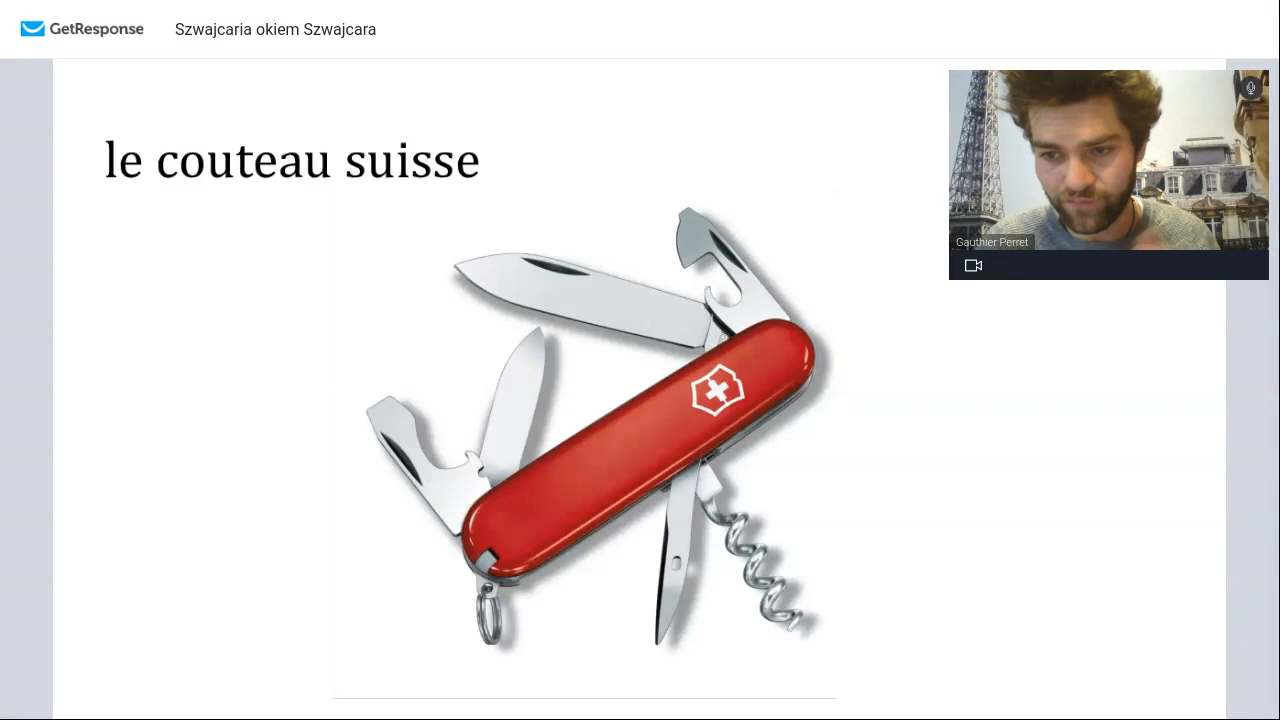 GetResponse
Szwajcaria okiem Szwajcara
le couteau suisse
Gauthier Perret